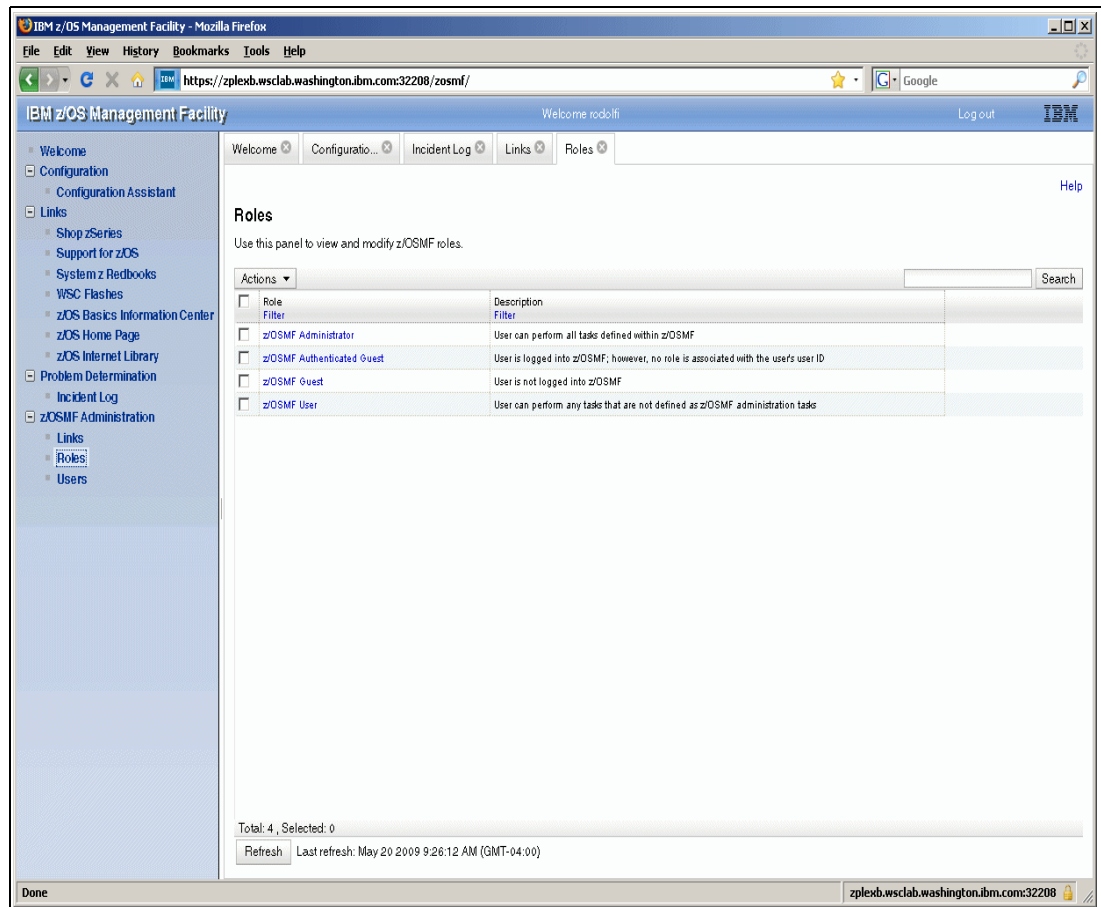 IBM z/OS Management Facility - Mozilla Firefox
File Edit View History Bookmarks Tools Help
IBM https://zplexb.wsclab.washington.ibm.com:32208/zosmf/ G Google
IBM z/OS Management Facility Welcome rodolfi Log out IBM
Welcome
Configuration
Configuration Assistant
Links
Shop zSeries
Support for z/OS
System z Redbooks
WSC Flashes
z/OS Basics Information Center
z/OS Home Page
z/OS Internet Library
Problem Determination
Incident Log
z/OSMF Administration
Links
Roles
Users
Welcome Configuratio... Incident Log Links Roles
Help
Roles
Use this panel to view and modify z/OSMF roles.
Actions Search
Role Description
Filter Filter
z/OSMF Administrator User can perform all tasks defined within z/OSMF
z/OSMF Authenticated Guest User is logged into z/OSMF; however, no role is associated with the user's user ID
z/OSMF Guest User is not logged into z/OSMF
z/OSMF User User can perform any tasks that are not defined as z/OSMF administration tasks
Total: 4 , Selected: 0
Refresh Last refresh: May 20 2009 9:26:12 AM (GMT-04:00)
Done zplexb.wsclab.washington.ibm.com:32208